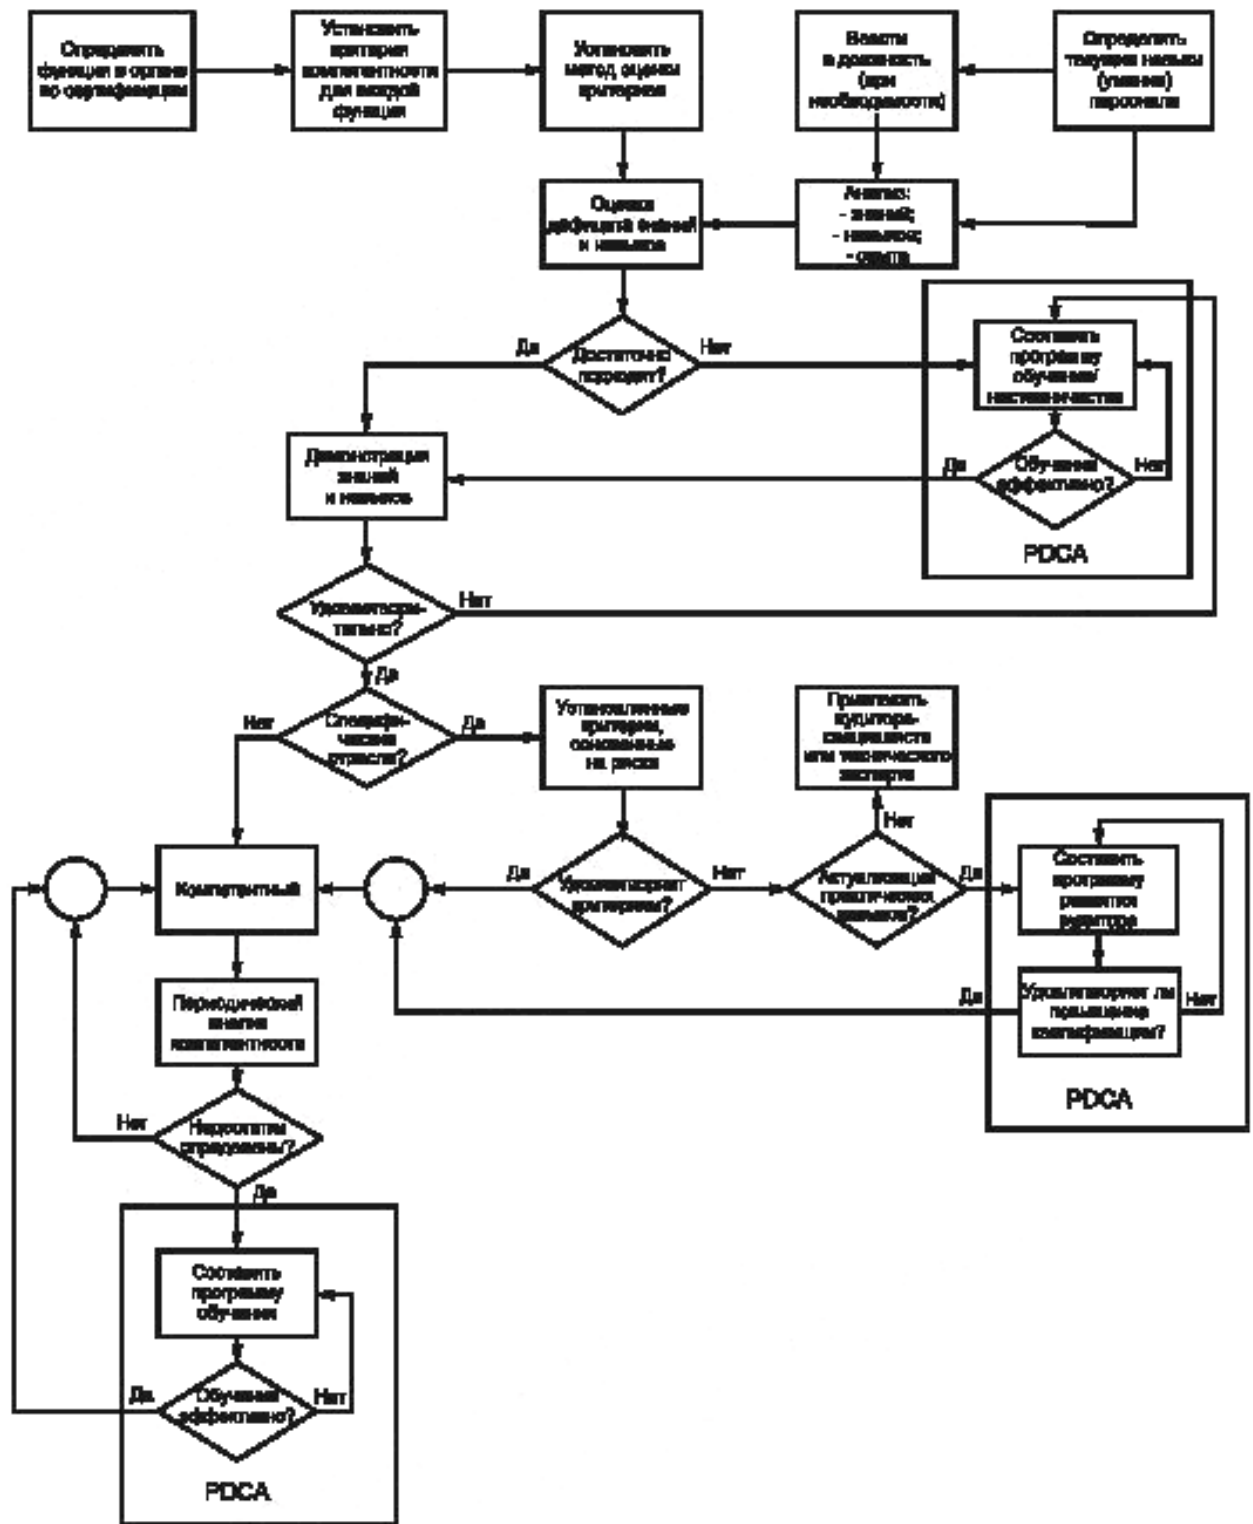 Определить
функции в органе
по сертификации
Установить
критерии
компетентности
для каждой
функции
Установить
метод оценки
критериев
Ввести
в должность
(при
необходимости)
Определить
текущие навыки
(умения)
персонала
Оценка
дефицита знаний
и навыков
Анализ:
- знаний;
- навыков;
- опыта
Да
Достаточно
подходит?
Нет
Составить
программу
обучения/
наставничества
Демонстрация
знаний
и навыков
Да
Обучение
эффективно?
Нет
PDCA
Удовлетвори-
тельно?
Нет
Да
Нет
Специфи-
ческие
отрасли?
Да
Установленные
критерии,
основанные
на риске
Привлекать
аудитора-
специалиста
или технического
эксперта
Нет
Компетентный
Да
Удовлетворяет
критериям?
Нет
Актуализация
практических
навыков?
Да
Составить
программу
развития
аудитора
Периодический
анализ
компетентности
Да
Удовлетворяет ли
повышение
квалификации?
Нет
PDCA
Нет
Недостатки
определены?
Да
Составить
программу
обучения
Да
Обучение
эффективно?
Нет
PDCA